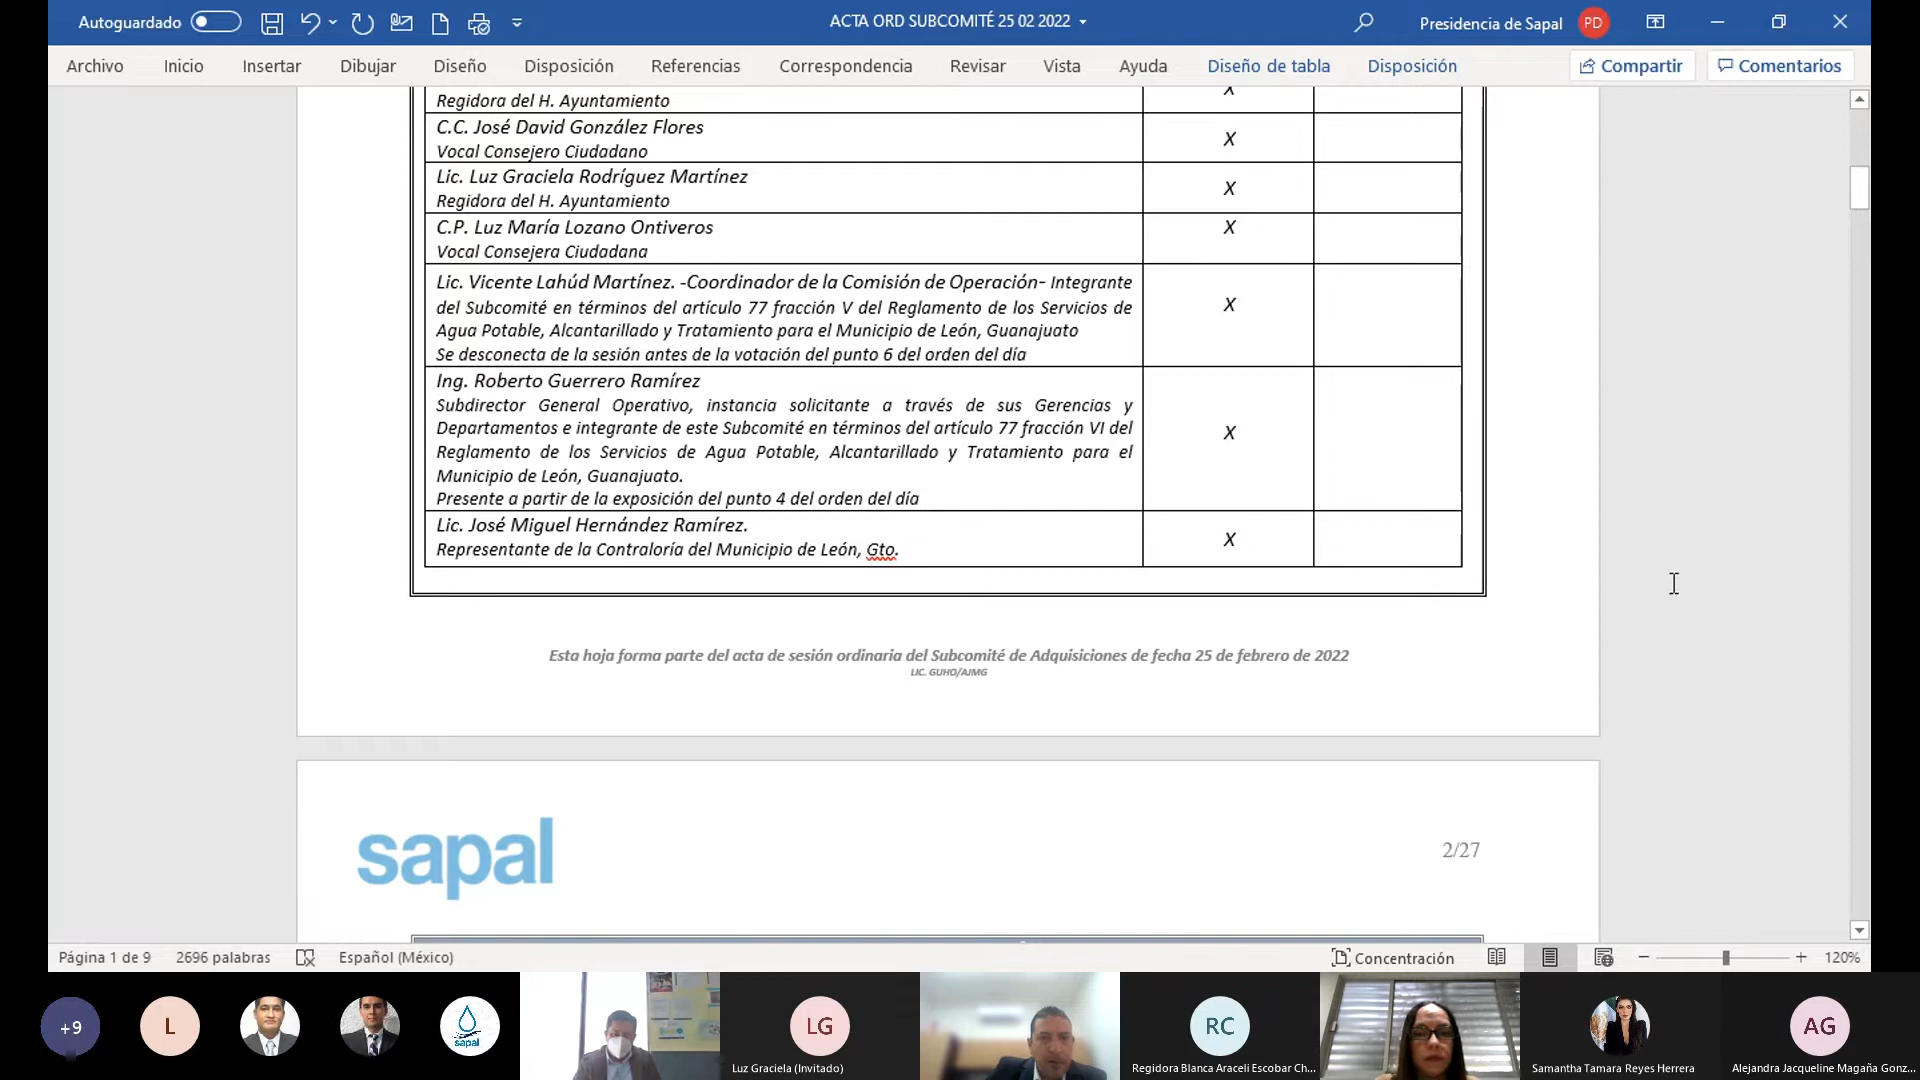 Autoguardado
ACTA ORD SUBCOMITÉ 25 02 2022
Presidencia de Sapal
PD
Archivo Inicio Insertar Dibujar Diseño Disposición Referencias Correspondencia Revisar Vista Ayuda Diseño de tabla Disposición Compartir Comentarios
Regidora del H. Ayuntamiento
X
C.C. José David González Flores
Vocal Consejero Ciudadano
X
Lic. Luz Graciela Rodríguez Martínez
Regidora del H. Ayuntamiento
X
C.P. Luz María Lozano Ontiveros
Vocal Consejera Ciudadana
X
Lic. Vicente Lahúd Martínez. -Coordinador de la Comisión de Operación- Integrante
del Subcomité en términos del artículo 77 fracción V del Reglamento de los Servicios de
Agua Potable, Alcantarillado y Tratamiento para el Municipio de León, Guanajuato
Se desconecta de la sesión antes de la votación del punto 6 del orden del día
X
Ing. Roberto Guerrero Ramírez
Subdirector General Operativo, instancia solicitante a través de sus Gerencias y
Departamentos e integrante de este Subcomité en términos del artículo 77 fracción VI del
Reglamento de los Servicios de Agua Potable, Alcantarillado y Tratamiento para el
Municipio de León, Guanajuato.
Presente a partir de la exposición del punto 4 del orden del día
X
Lic. José Miguel Hernández Ramírez.
Representante de la Contraloría del Municipio de León, Gto.
X
Esta hoja forma parte del acta de sesión ordinaria del Subcomité de Adquisiciones de fecha 25 de febrero de 2022
LIC. GUHO/AJMG
sapal
2/27
Página 1 de 9 2696 palabras Español (México) Concentración 120%
+9
L
sapal
LG
Luz Graciela (Invitado)
RC
Regidora Blanca Araceli Escobar Ch...
Samantha Tamara Reyes Herrera
AG
Alejandra Jacqueline Magaña Gonz...